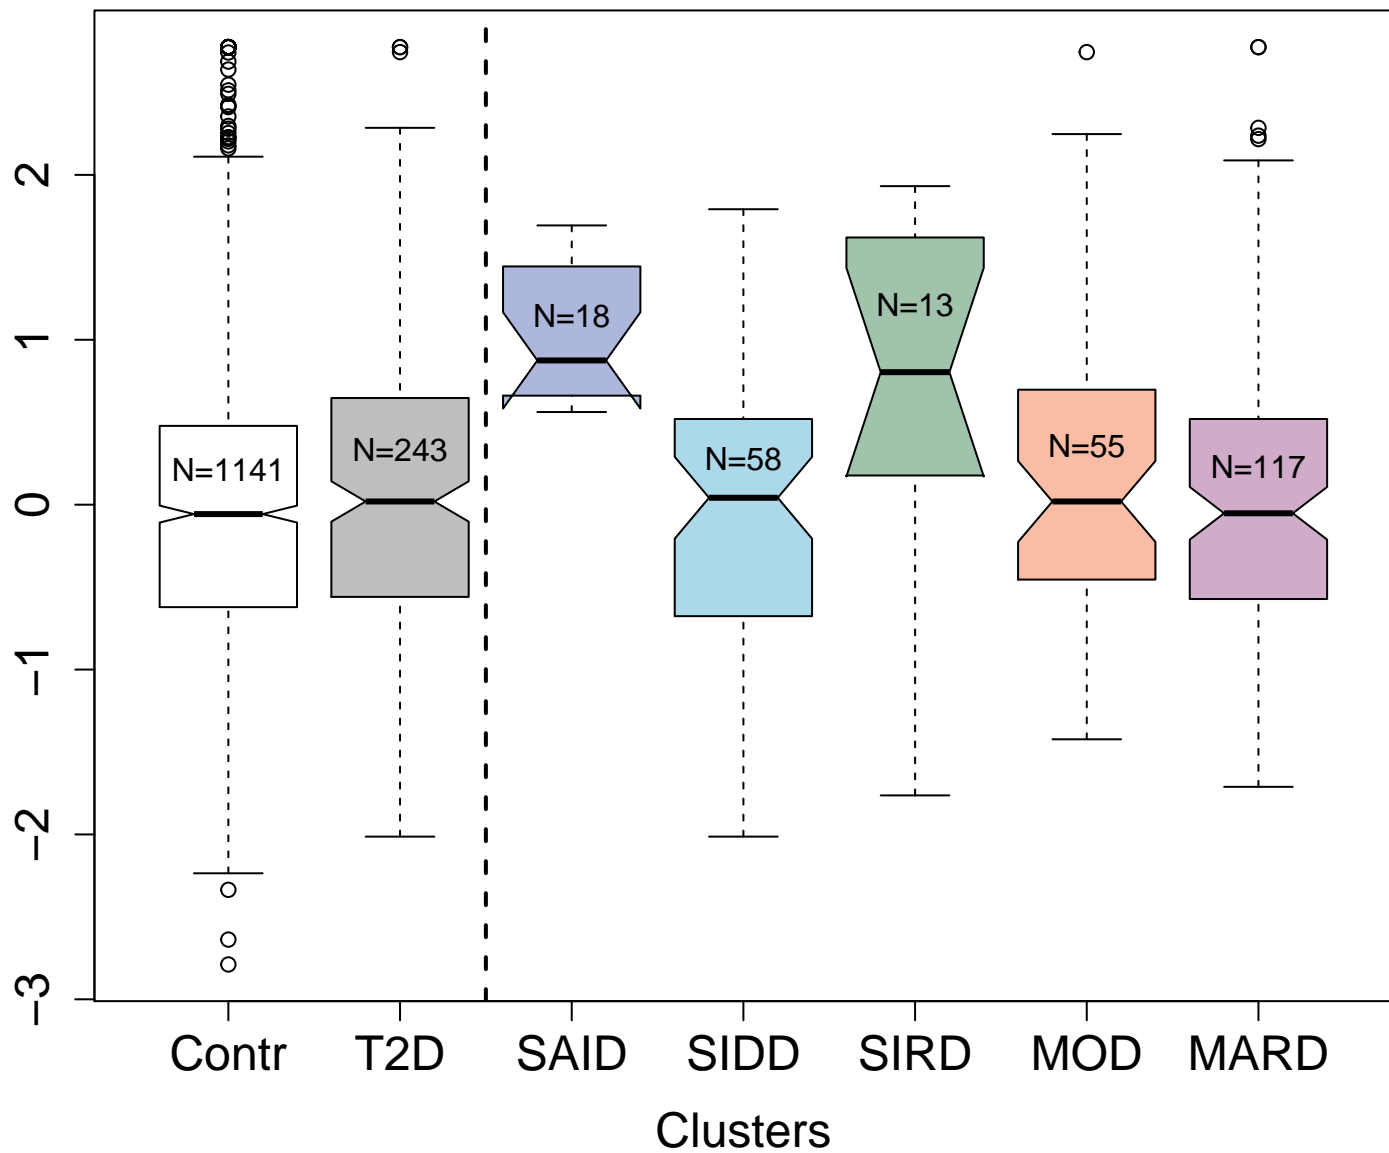 2
1
0
−1
−2
−3
N=1141
N=243
N=18
N=58
N=13
N=55
N=117
Contr T2D SAID SIDD SIRD MOD MARD
Clusters